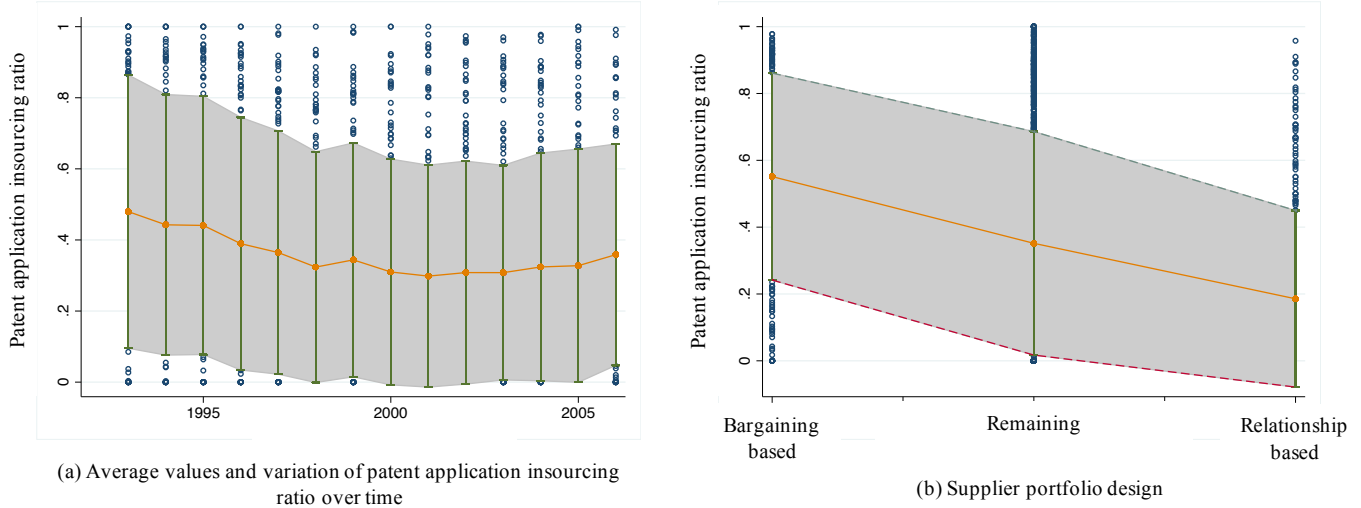 Patent application insourcing ratio
1
.8
.6
.4
.2
0
1995
2000
2005
(a) Average values and variation of patent application insourcing
ratio over time
Patent application insourcing ratio
1
.8
.6
.4
.2
0
Bargaining
based
Remaining
Relationship
based
(b) Supplier portfolio design